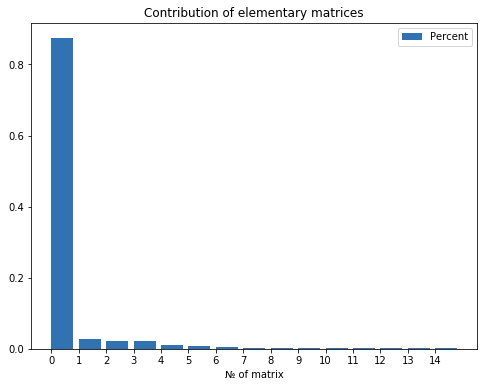 Contribution of elementary matrices
Percent
0.8
0.6
0.4
0.2
0.0
0 1 2 3 4 5 6 7 8 9 10 11 12 13 14
№ of matrix